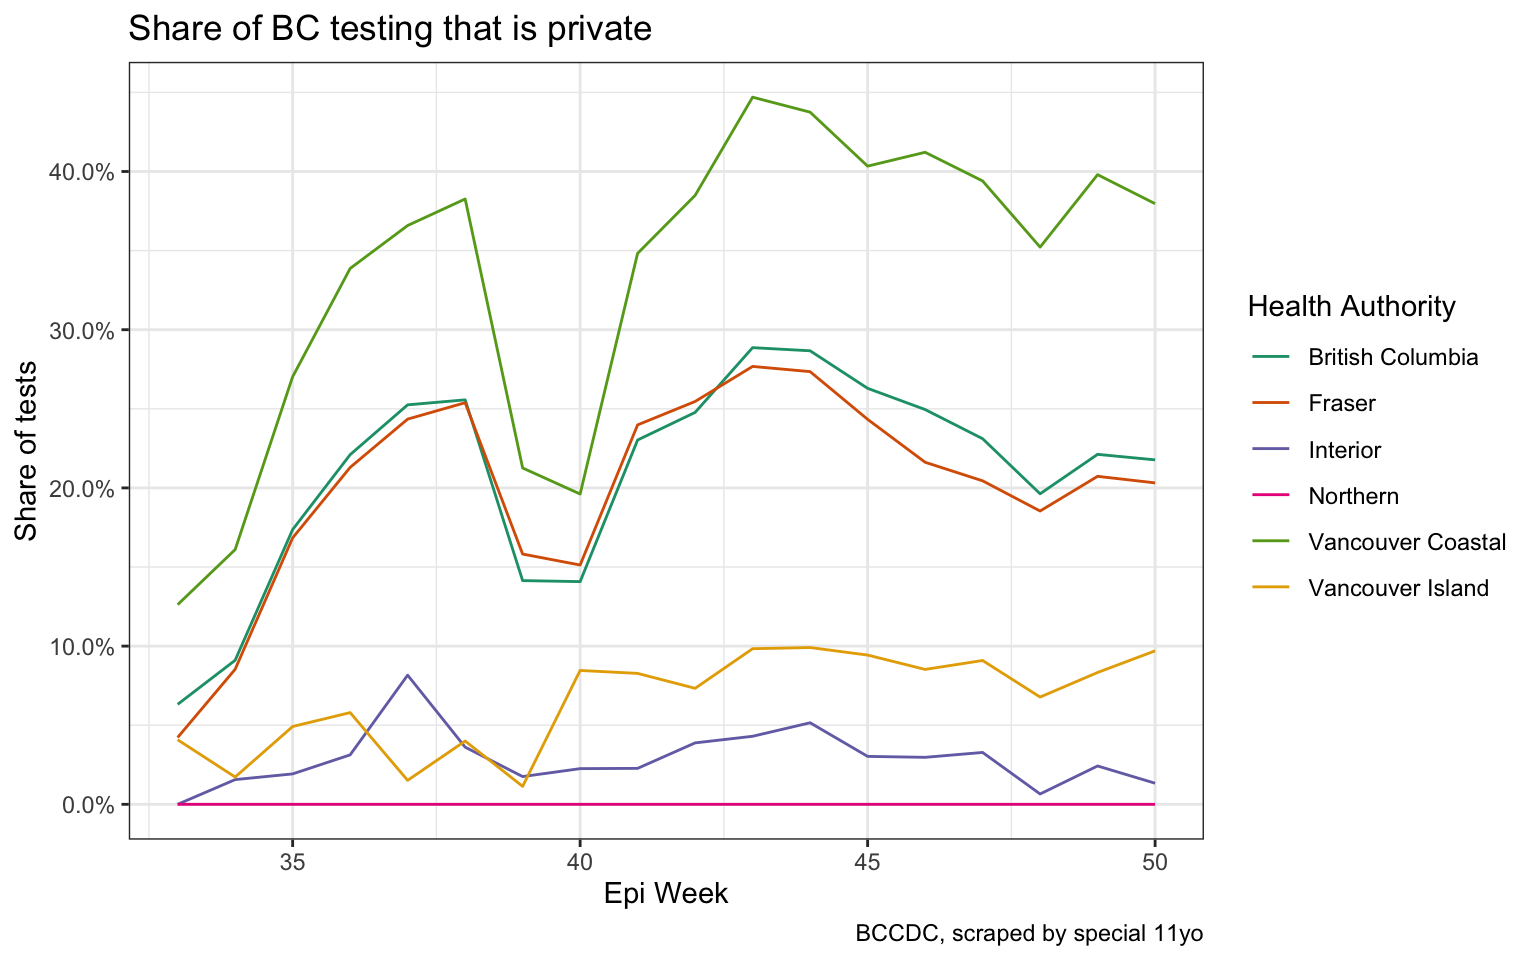 Share of BC testing that is private
40.0%
30.0%
20.0%
10.0%
0.0%
Share of tests
35 40 45 50
Epi Week
Health Authority
British Columbia
Fraser
Interior
Northern
Vancouver Coastal
Vancouver Island
BCCDC, scraped by special 11yo